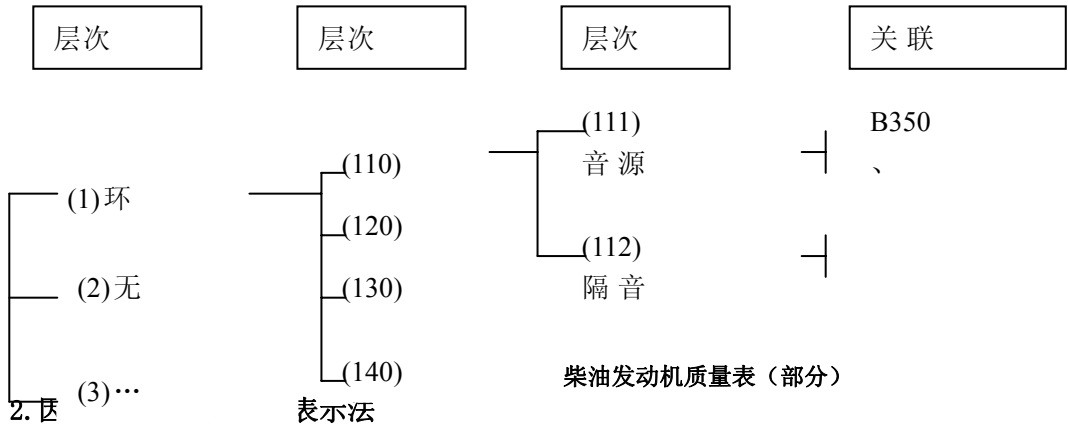 层次 层次 层次 关 联
(111) B350
(110) 音 源 、
(1)环
(120)
(112)
(2)无 (130) 隔 音
(140) 柴油发动机质量表（部分）
(3)…
2. 表示法